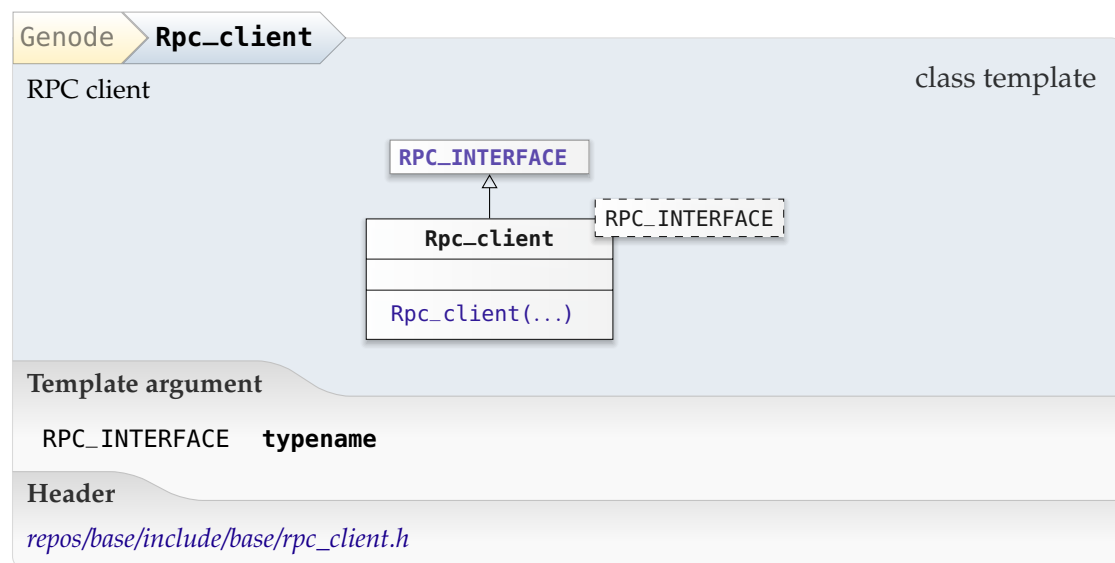 Genode Rpc_client
RPC client class template
RPC_INTERFACE
RPC_INTERFACE
Rpc_client
Rpc_client(...)
Template argument
RPC_INTERFACE typename
Header
repos/base/include/base/rpc_client.h